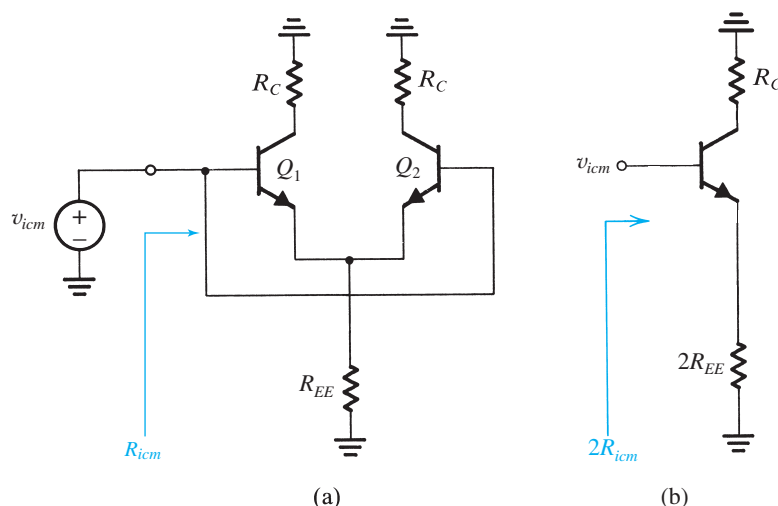 R_C
R_C
Q_1
Q_2
v_icm
+
−
R_EE
R_icm
(a)
R_C
v_icm
2R_EE
2R_icm
(b)